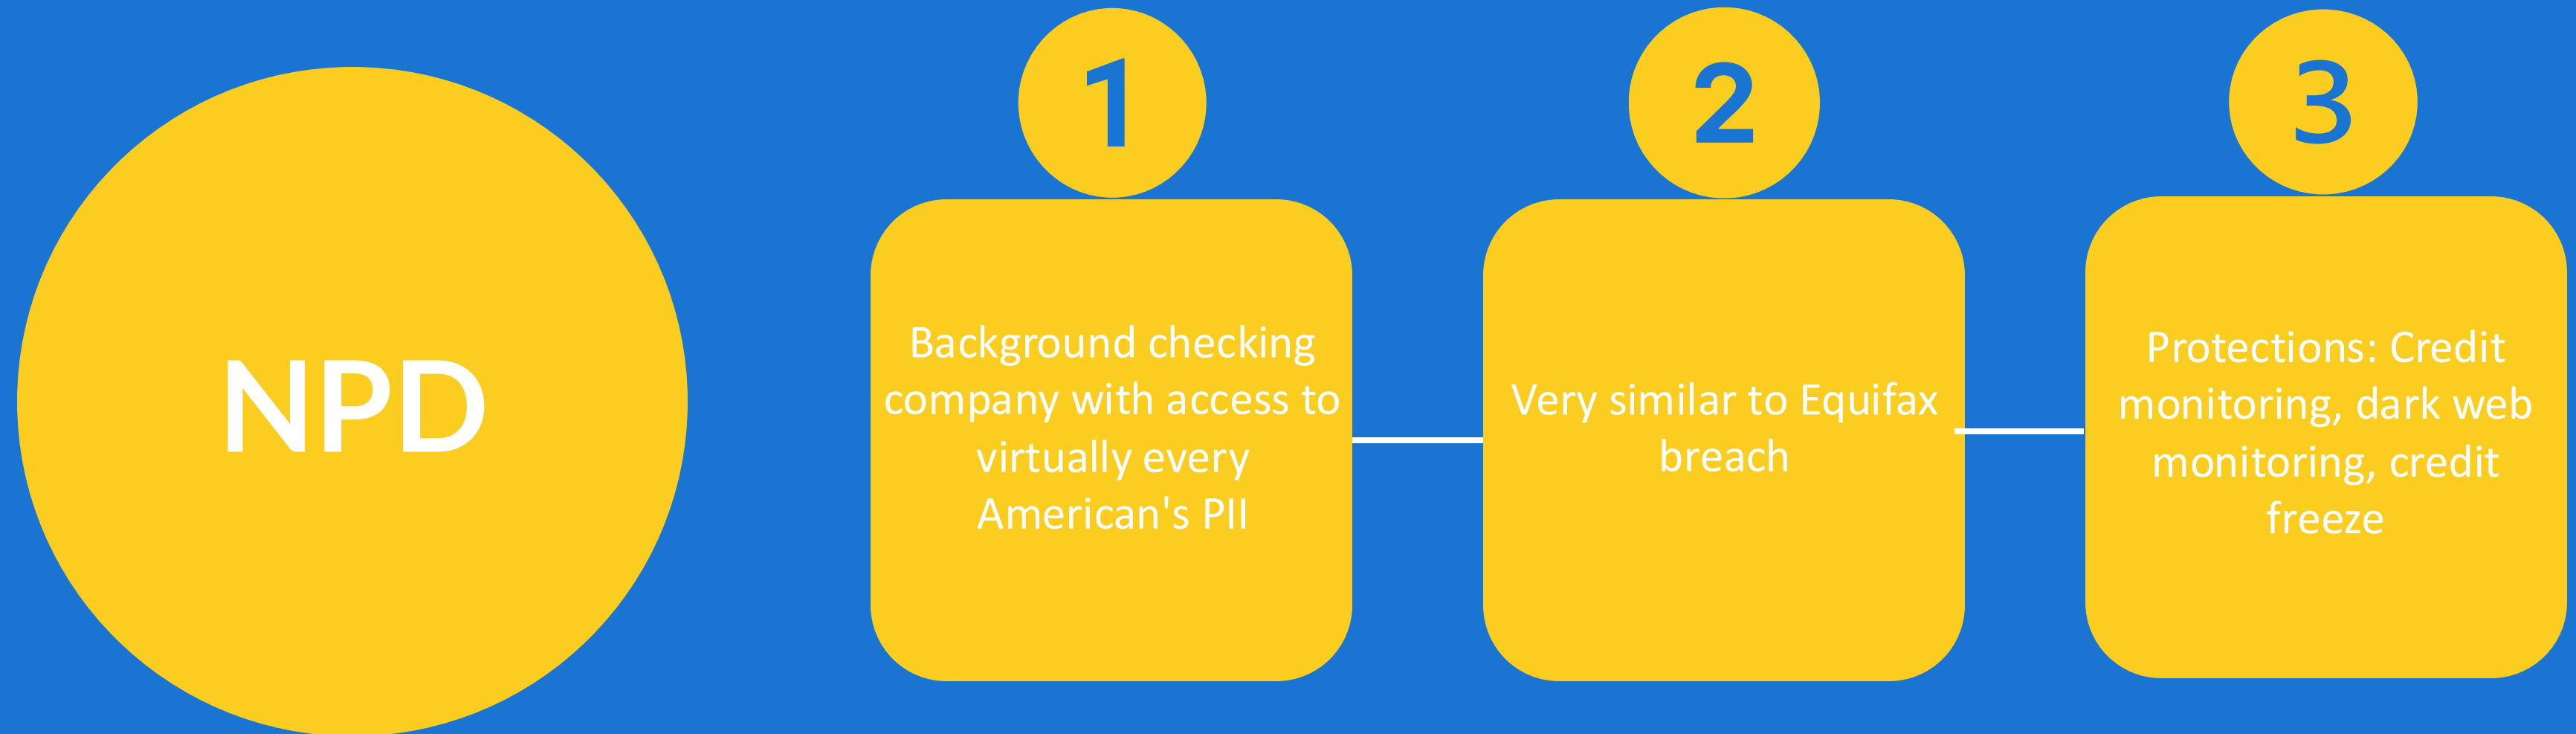 NPD
1
Background checking
company with access to
virtually every
American's PII
2
Very similar to Equifax
breach
3
Protections: Credit
monitoring, dark web
monitoring, credit
freeze